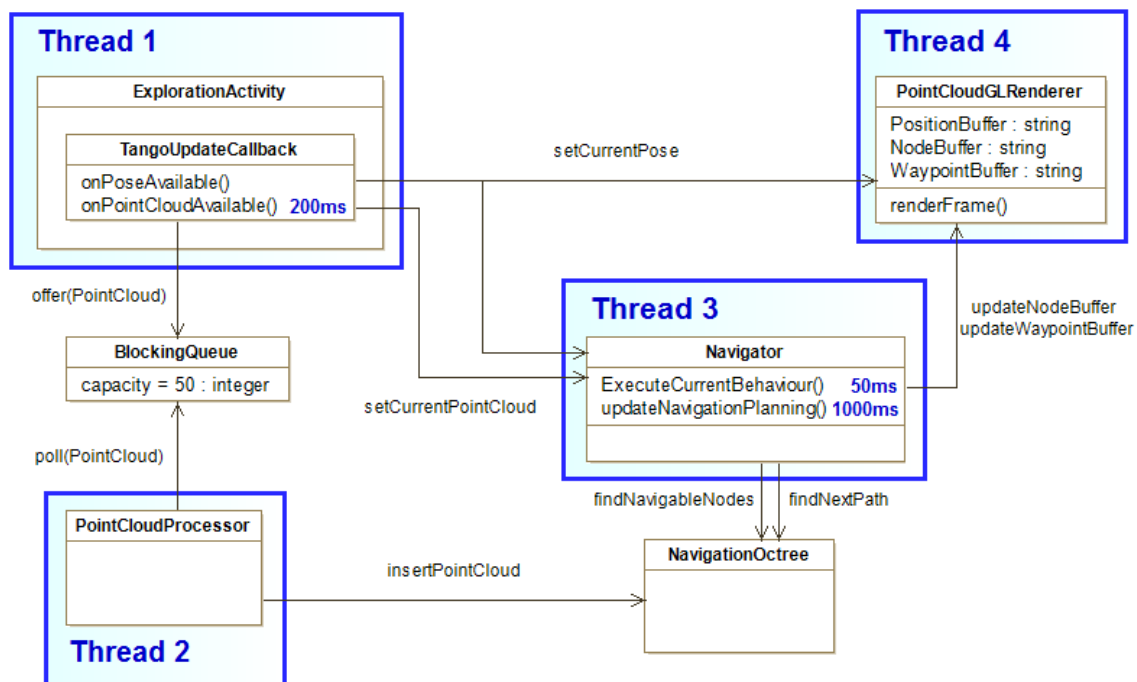 Thread 1
ExplorationActivity
TangoUpdateCallback
onPoseAvailable()
onPointCloudAvailable() 200ms
setCurrentPose
Thread 4
PointCloudGLRenderer
PositionBuffer : string
NodeBuffer : string
WaypointBuffer : string
renderFrame()
offer(PointCloud)
BlockingQueue
capacity = 50 : integer
setCurrentPointCloud
Thread 3
Navigator
ExecuteCurrentBehaviour() 50ms
updateNavigationPlanning() 1000ms
updateNodeBuffer
updateWaypointBuffer
poll(PointCloud)
PointCloudProcessor
Thread 2
insertPointCloud
findNavigableNodes
findNextPath
NavigationOctree